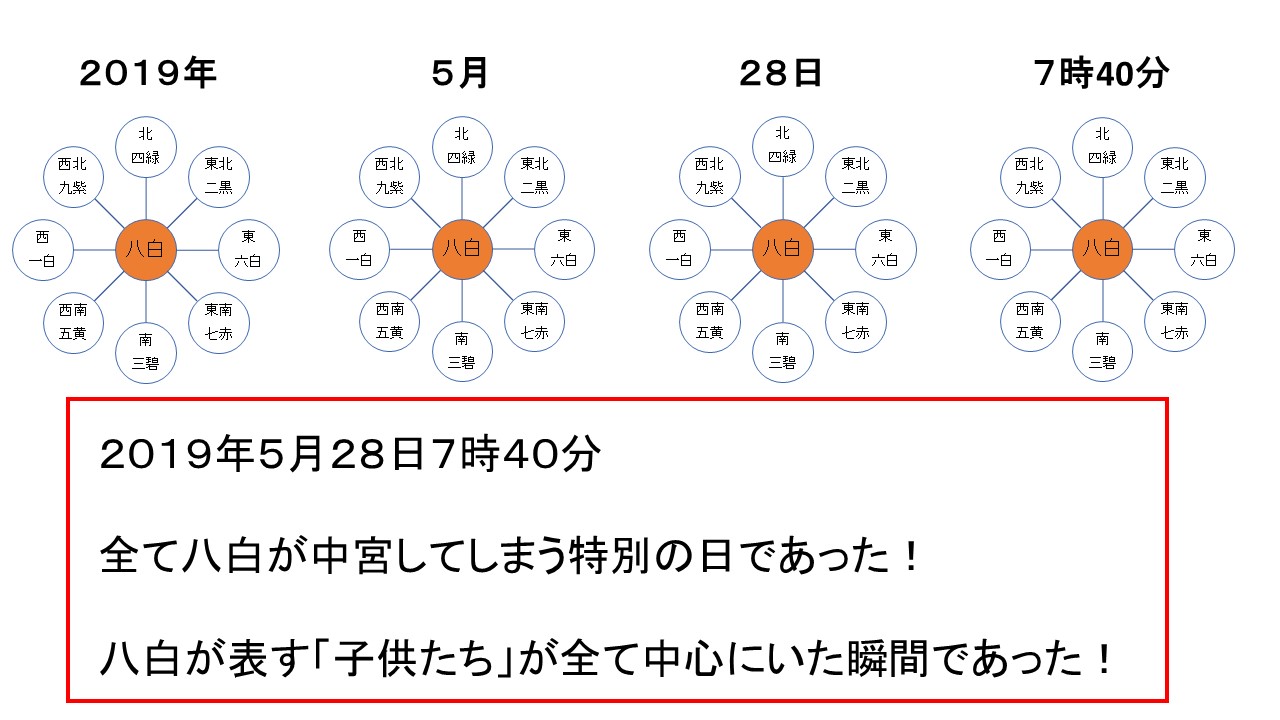 ２０１９年
５月
２８日
７時40分
北
四緑
東北
二黒
東
六白
東南
七赤
南
三碧
西南
五黄
西
一白
西北
九紫
八白
北
四緑
東北
二黒
東
六白
東南
七赤
南
三碧
西南
五黄
西
一白
西北
九紫
八白
北
四緑
東北
二黒
東
六白
東南
七赤
南
三碧
西南
五黄
西
一白
西北
九紫
八白
北
四緑
東北
二黒
東
六白
東南
七赤
南
三碧
西南
五黄
西
一白
西北
九紫
八白
２０１９年５月２８日７時４０分
全て八白が中宮してしまう特別の日であった！
八白が表す「子供たち」が全て中心にいた瞬間であった！